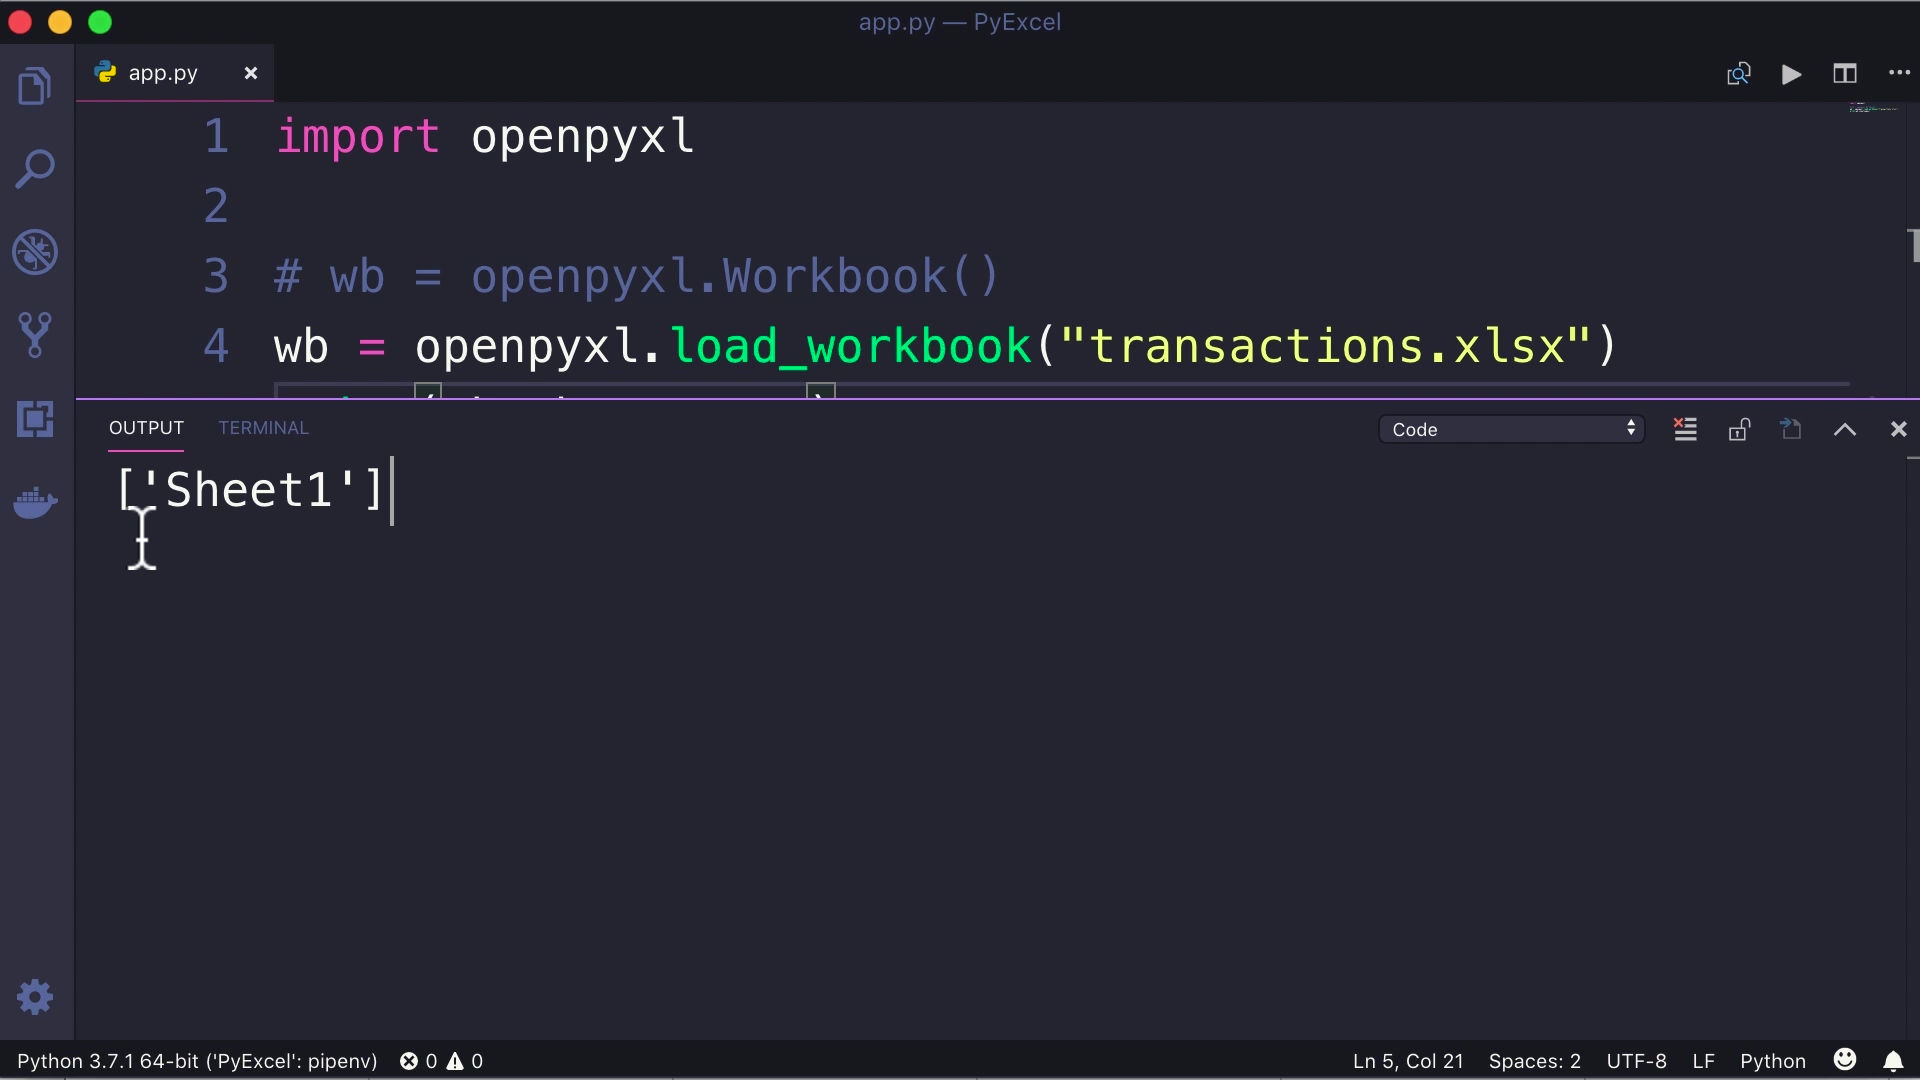 app.py — PyExcel
app.py
1 import openpyxl
2
3 # wb = openpyxl.Workbook()
4 wb = openpyxl.load_workbook("transactions.xlsx")
OUTPUT TERMINAL Code
['Sheet1']
Python 3.7.1 64-bit ('PyExcel': pipenv) 0 0 Ln 5, Col 21 Spaces: 2 UTF-8 LF Python